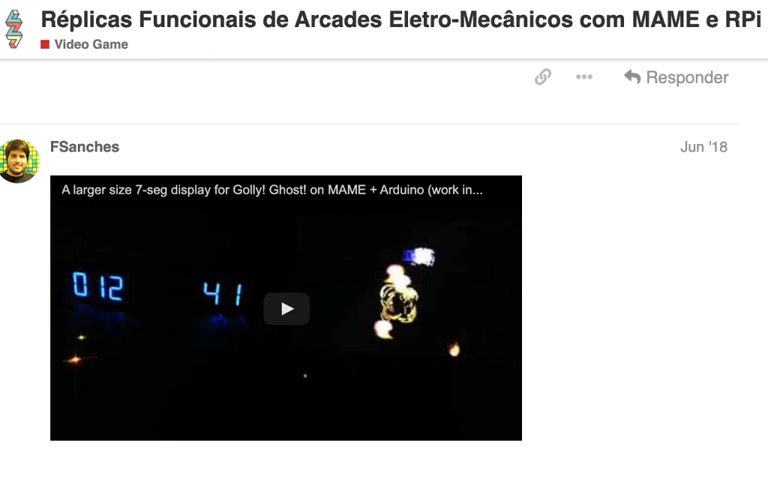 Réplicas Funcionais de Arcades Eletro-Mecânicos com MAME e RPi
Video Game
Responder
FSanches
Jun '18
A larger size 7-seg display for Golly! Ghost! on MAME + Arduino (work in...
012 41